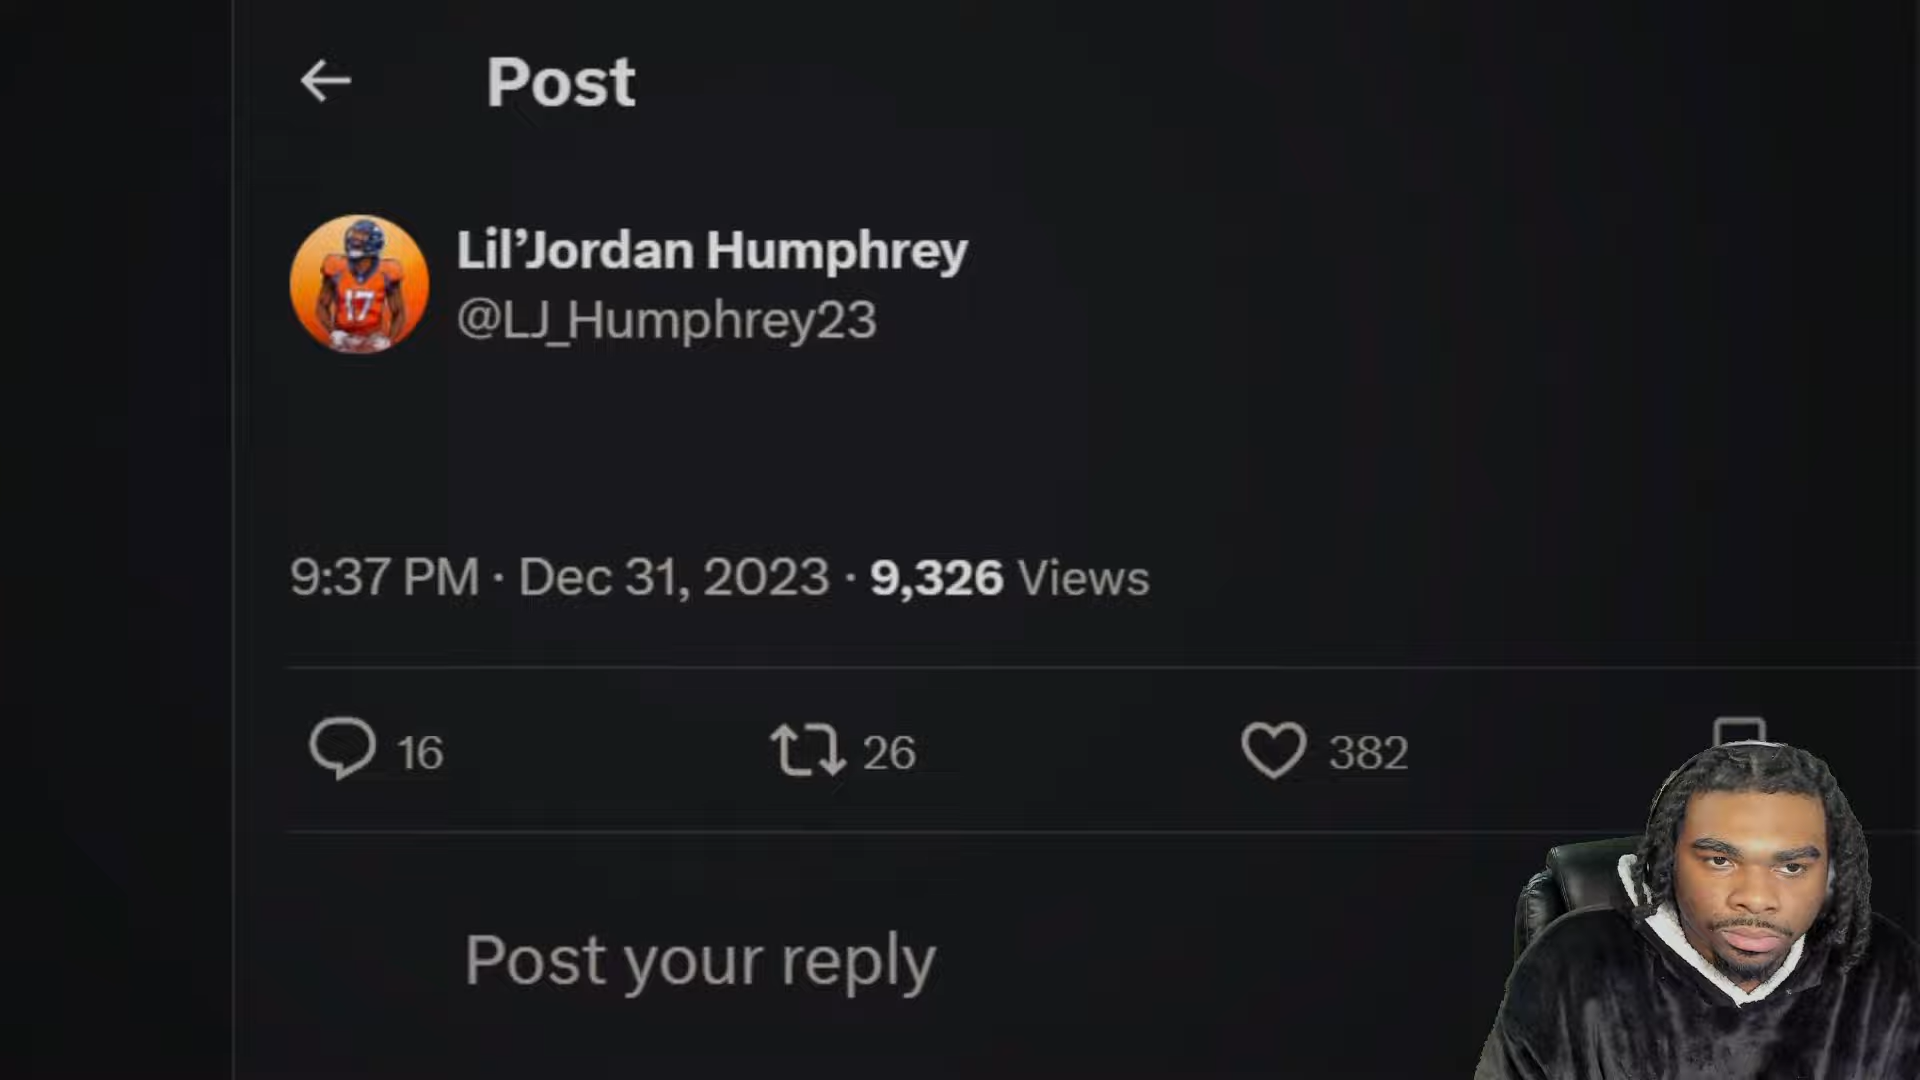 Post
Lil’Jordan Humphrey
@LJ_Humphrey23
17
9:37 PM · Dec 31, 2023 · 9,326 Views
16 26 382
Post your reply